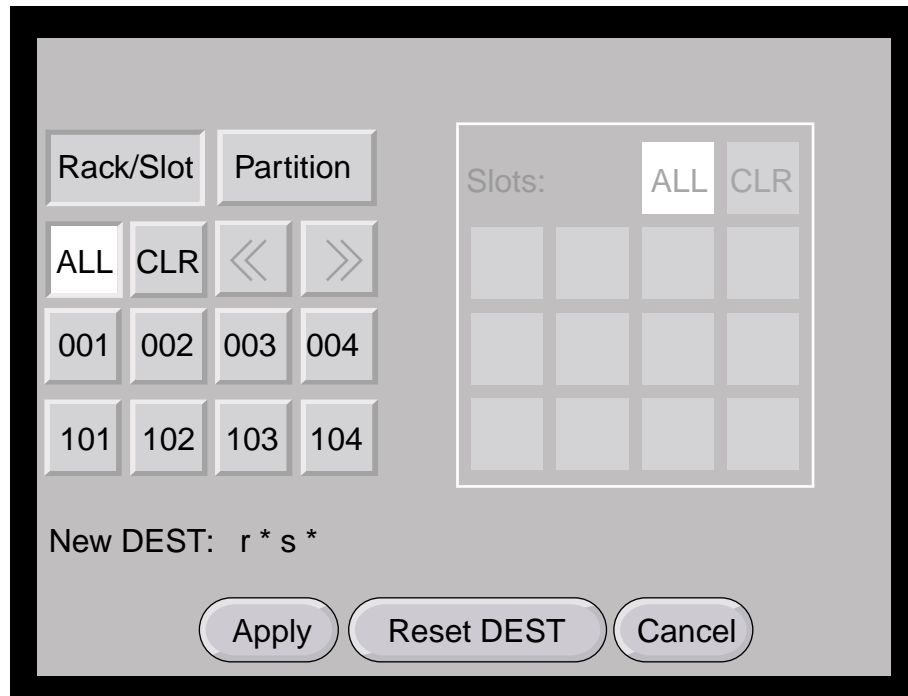 Rack/Slot Partition
Slots: ALL CLR
ALL CLR << >>
001 002 003 004
101 102 103 104
New DEST: r * s *
Apply Reset DEST Cancel